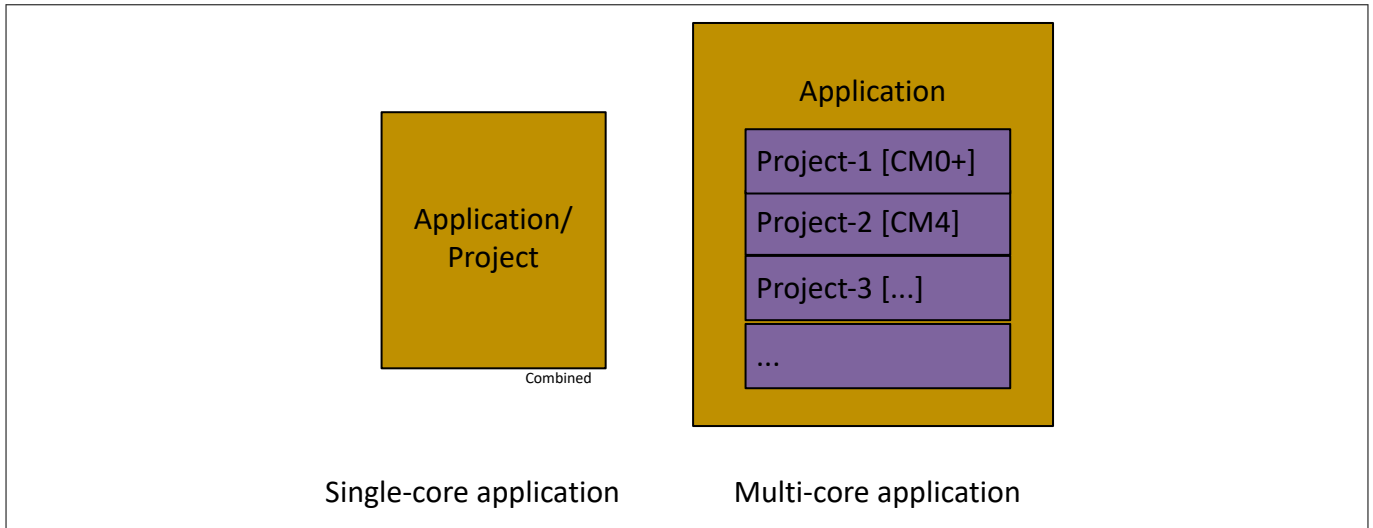 Application/
Project
Combined
Single-core application
Application
Project-1 [CM0+]
Project-2 [CM4]
Project-3 [...]
...
Multi-core application